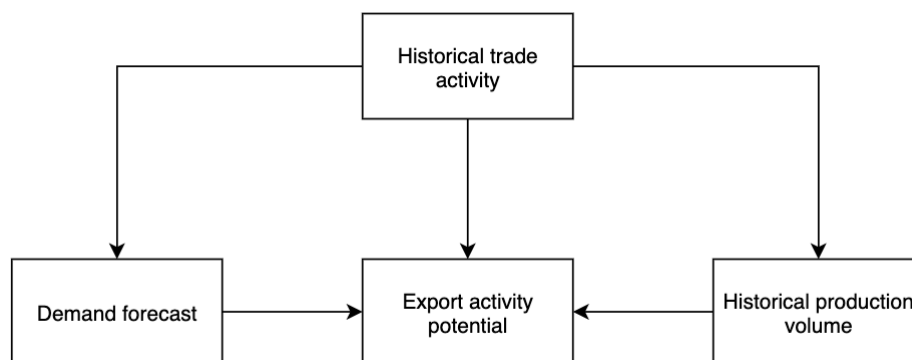 Historical trade
activity
Demand forecast
Export activity
potential
Historical production
volume